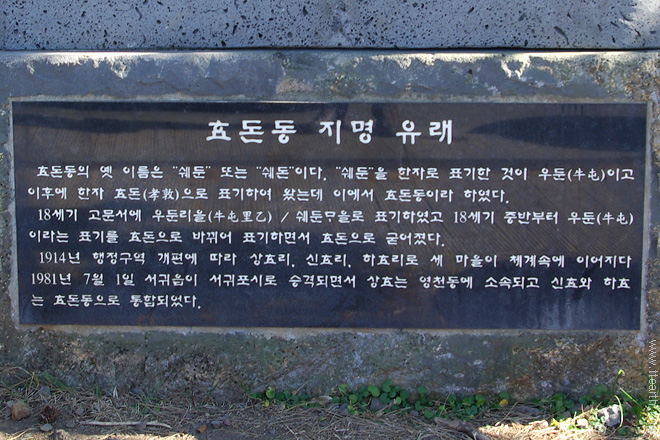 효돈동 지명 유래
효돈동의 옛 이름은 "쉐둔" 또는 "쉐돈"이다. "쉐둔"을 한자로 표기한 것이 우둔(牛屯)이고
이후에 한자 효돈(孝敦)으로 표기하여 왔는데 이에서 효돈동이라 하였다.
18세기 고문서에 우둔리을(牛屯里乙) / 쉐둔ᄆᆞ을로 표기하였고 18세기 중반부터 우둔(牛屯)
이라는 표기를 효돈으로 바뀌어 표기하면서 효돈으로 굳어졌다.
1914년 행정구역 개편에 따라 상효리, 신효리, 하효리로 세 마을이 체계속에 이어지다
1981년 7월 1일 서귀읍이 서귀포시로 승격되면서 상효는 영천동에 소속되고 신효와 하효
는 효돈동으로 통합되었다.